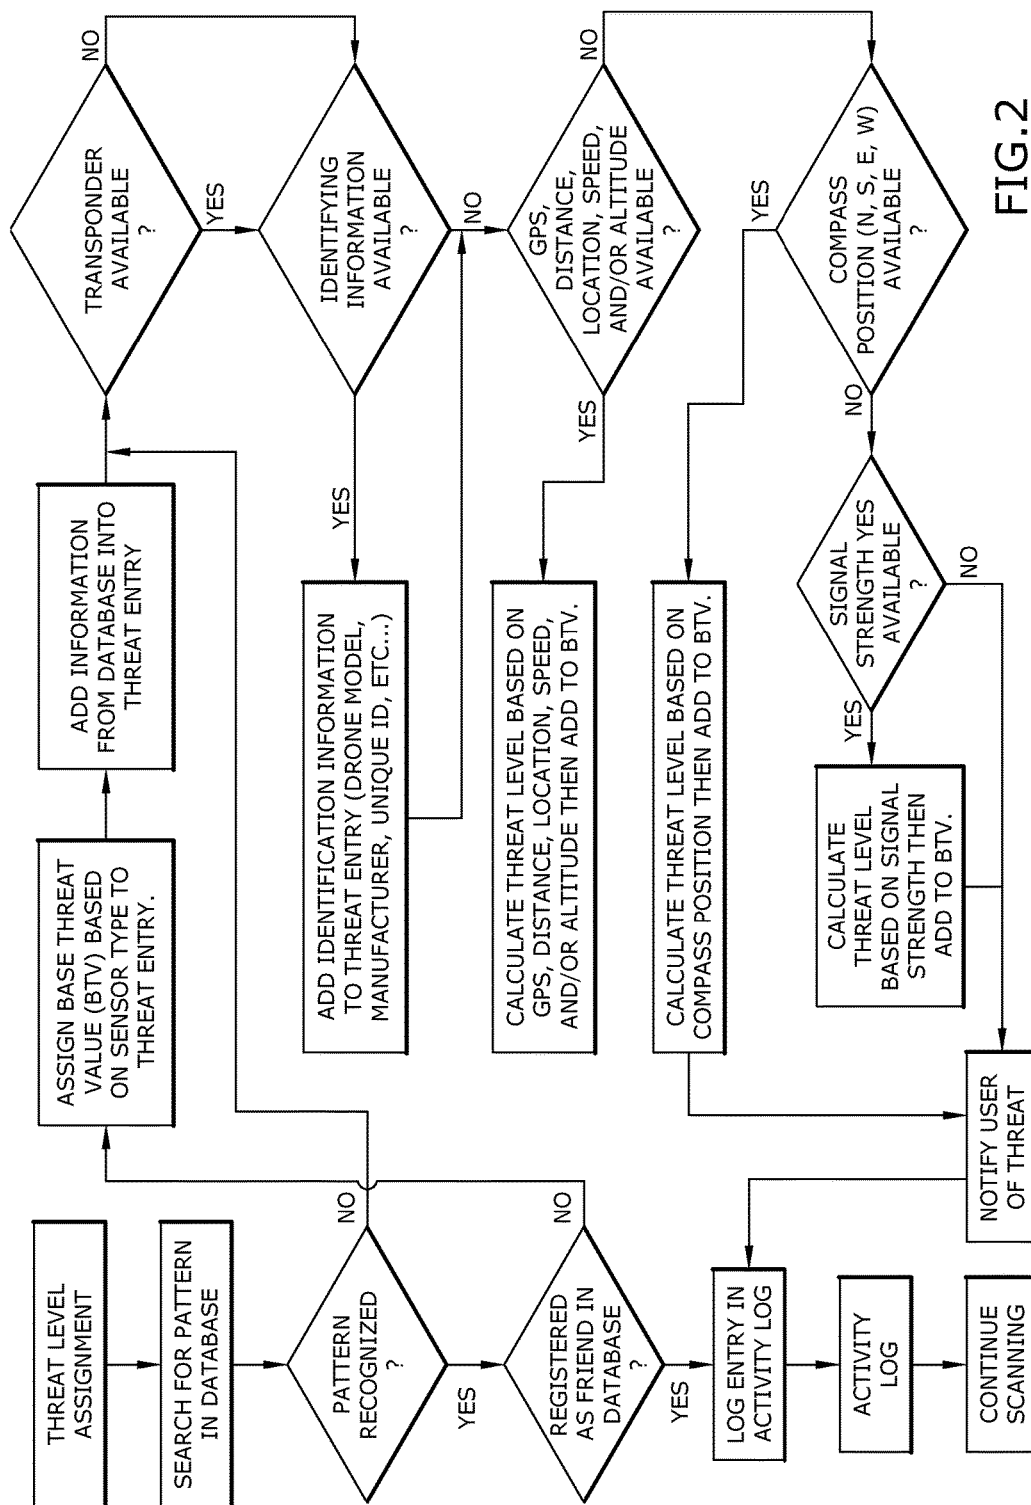 THREAT LEVEL
ASSIGNMENT
SEARCH FOR PATTERN
IN DATABASE
PATTERN
RECOGNIZED
?
NO
YES
REGISTERED
AS FRIEND IN
DATABASE
?
NO
YES
LOG ENTRY IN
ACTIVITY LOG
ACTIVITY
LOG
CONTINUE
SCANNING
ASSIGN BASE THREAT
VALUE (BTV) BASED
ON SENSOR TYPE TO
THREAT ENTRY.
ADD INFORMATION
FROM DATABASE INTO
THREAT ENTRY
TRANSPONDER
AVAILABLE
?
NO
YES
IDENTIFYING
INFORMATION
AVAILABLE
?
YES
NO
ADD IDENTIFICATION INFORMATION
TO THREAT ENTRY (DRONE MODEL,
MANUFACTURER, UNIQUE ID, ETC...)
GPS,
DISTANCE,
LOCATION, SPEED,
AND/OR ALTITUDE
AVAILABLE
?
YES
NO
CALCULATE THREAT LEVEL BASED ON
GPS, DISTANCE, LOCATION, SPEED,
AND/OR ALTITUDE THEN ADD TO BTV.
COMPASS
POSITION (N, S, E, W)
AVAILABLE
?
YES
NO
CALCULATE THREAT LEVEL BASED ON
COMPASS POSITION THEN ADD TO BTV.
SIGNAL
STRENGTH YES
AVAILABLE
?
YES
NO
CALCULATE
THREAT LEVEL
BASED ON SIGNAL
STRENGTH THEN
ADD TO BTV.
NOTIFY USER
OF THREAT
FIG.2